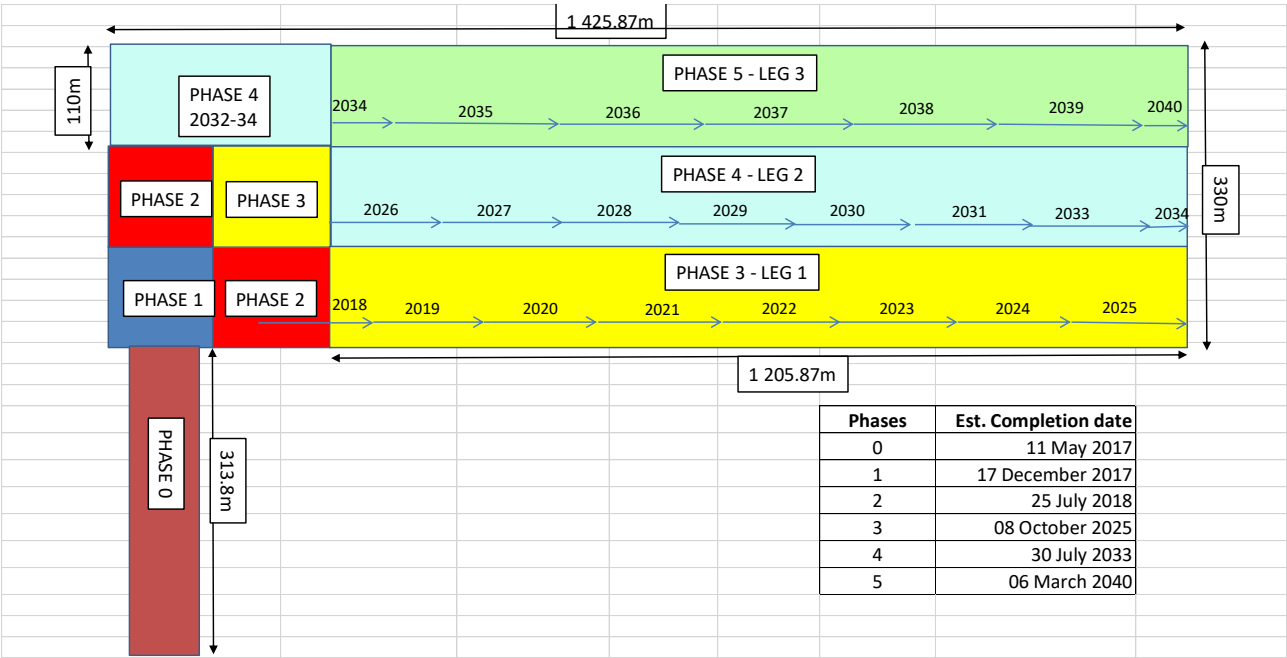 1 425.87m
110m
PHASE 4
2032-34
PHASE 5 - LEG 3
2034 2035 2036 2037 2038 2039 2040
PHASE 2
PHASE 3
PHASE 4 - LEG 2
2026 2027 2028 2029 2030 2031 2033 2034
330m
PHASE 1
PHASE 2
PHASE 3 - LEG 1
2018 2019 2020 2021 2022 2023 2024 2025
1 205.87m
PHASE 0
313.8m
Phases Est. Completion date
0 11 May 2017
1 17 December 2017
2 25 July 2018
3 08 October 2025
4 30 July 2033
5 06 March 2040